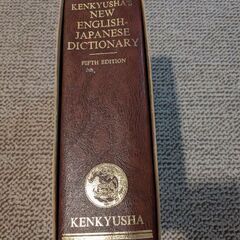 KENKYUSHA'S
NEW
ENGLISH-
JAPANESE
DICTIONARY
FIFTH EDITION
KENKYUSHA